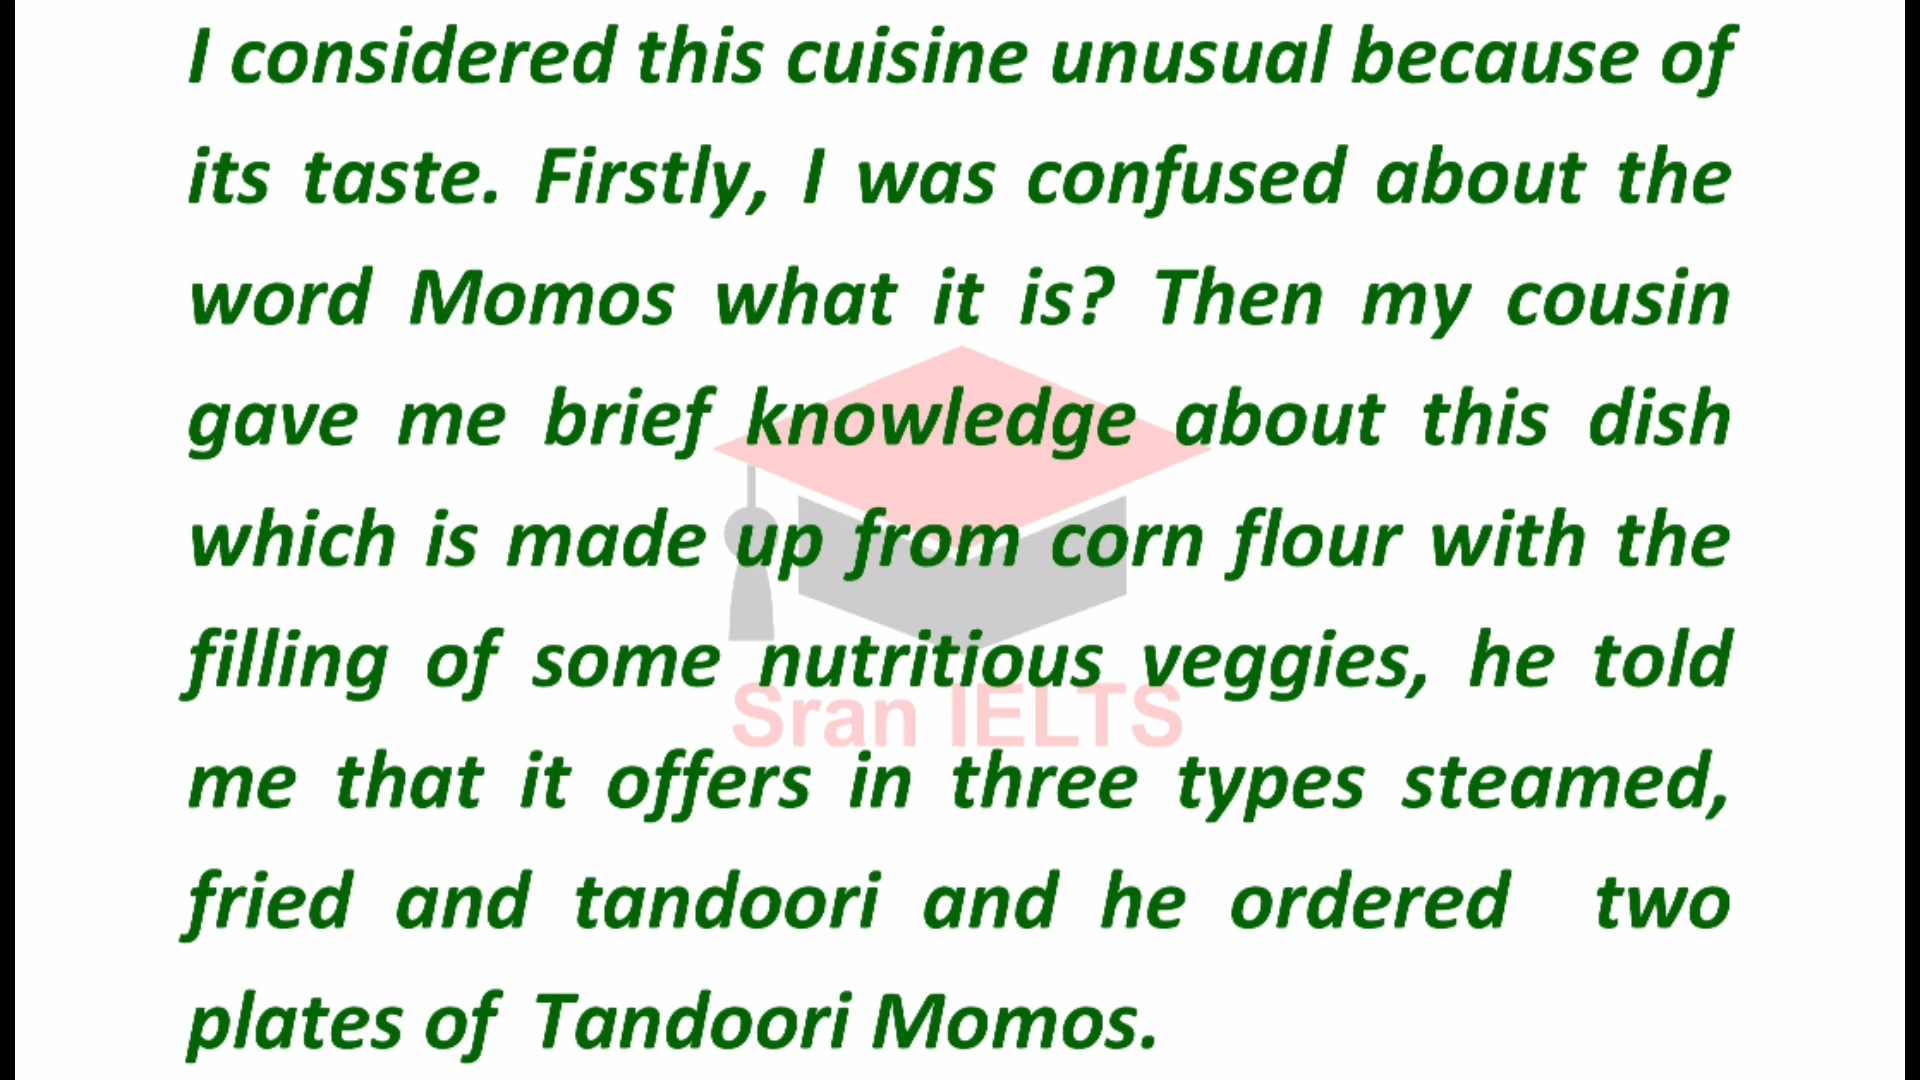 I considered this cuisine unusual because of
its taste. Firstly, I was confused about the
word Momos what it is? Then my cousin
gave me brief knowledge about this dish
which is made up from corn flour with the
filling of some nutritious veggies, he told
Sran IELTS
me that it offers in three types steamed,
fried and tandoori and he ordered two
plates of Tandoori Momos.